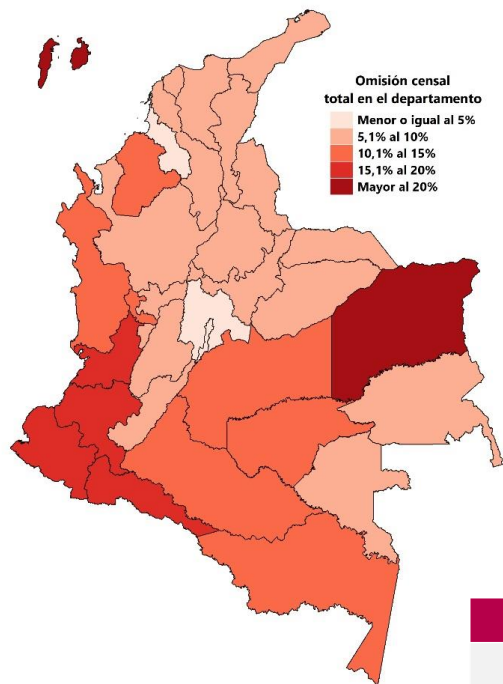 Omisión censal
total en el departamento
Menor o igual al 5%
5,1% al 10%
10,1% al 15%
15,1% al 20%
Mayor al 20%